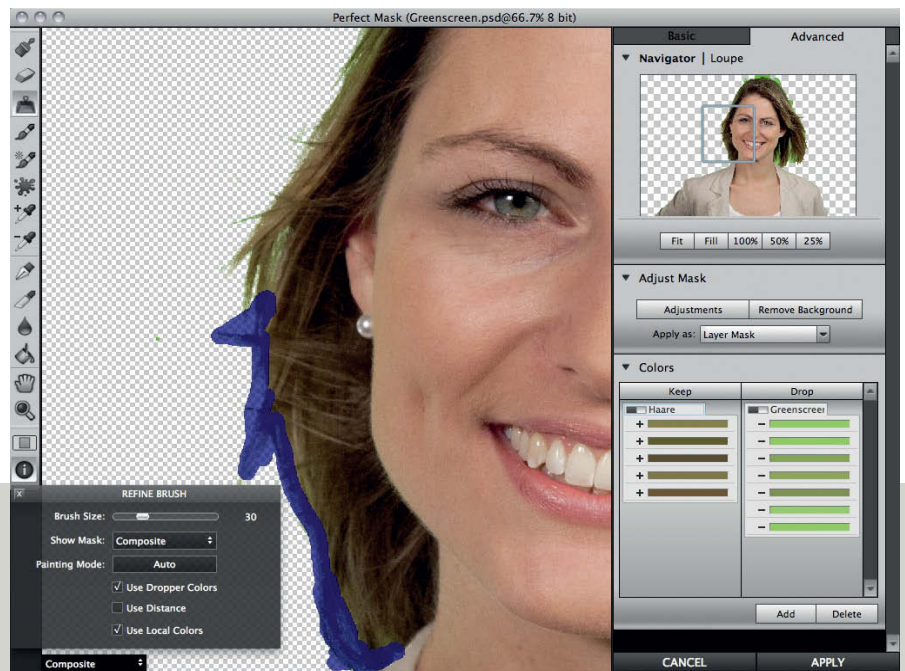 Perfect Mask (Greenscreen.psd@66.7% 8 bit)
Basic Advanced
Navigator | Loupe
Fit Fill 100% 50% 25%
Adjust Mask
Adjustments Remove Background
Apply as: Layer Mask
Colors
Keep Drop
Haare Greenscreen
REFINE BRUSH
Brush Size: 30
Show Mask: Composite
Painting Mode: Auto
Use Dropper Colors
Use Distance
Use Local Colors
Add Delete
Composite
CANCEL APPLY